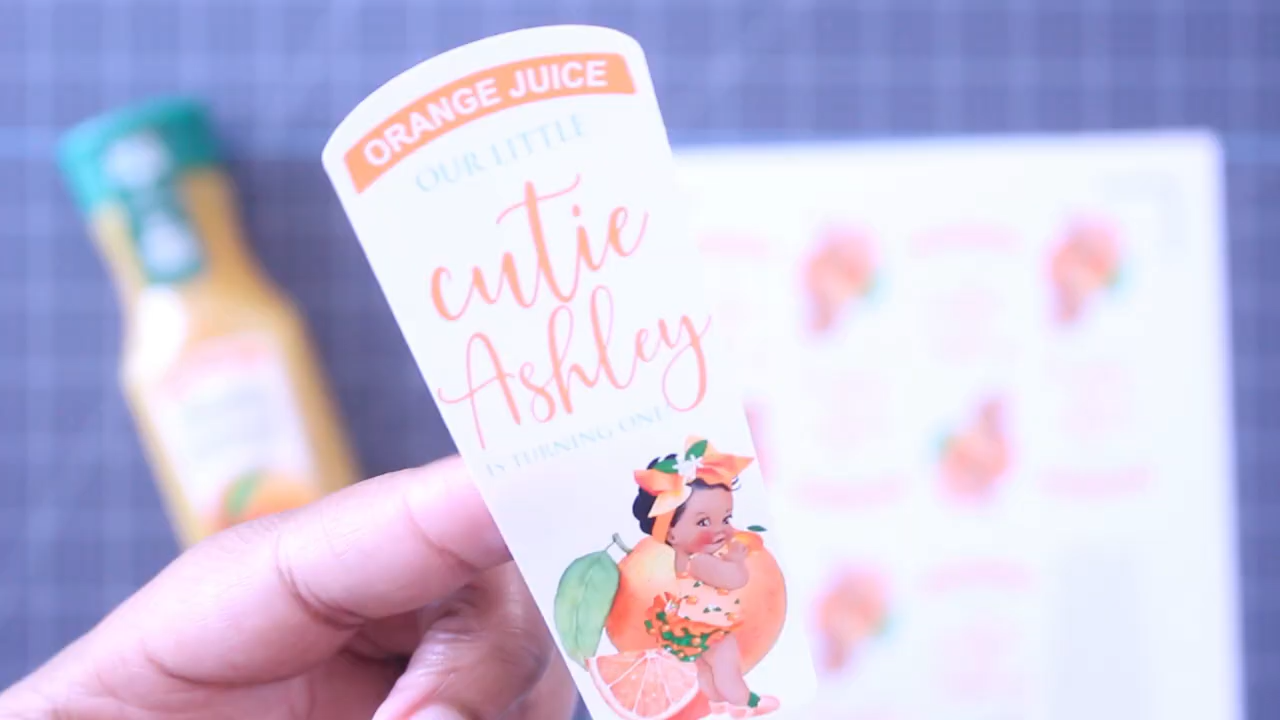 ORANGE JUICE
OUR LITTLE
cutie
Ashley
IS TURNING ONE